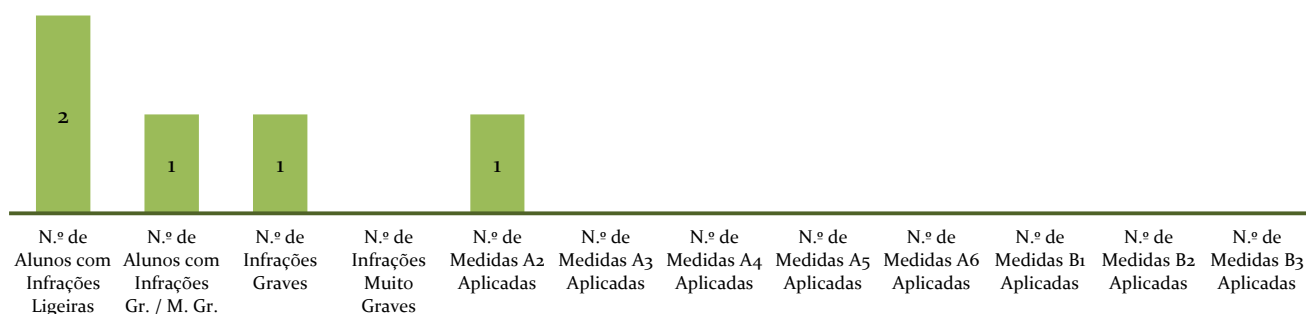 2
1
1
1
N.º de
Alunos com
Infrações
Ligeiras
N.º de
Alunos com
Infrações
Gr. / M. Gr.
N.º de
Infrações
Graves
N.º de
Infrações
Muito
Graves
N.º de
Medidas A2
Aplicadas
N.º de
Medidas A3
Aplicadas
N.º de
Medidas A4
Aplicadas
N.º de
Medidas A5
Aplicadas
N.º de
Medidas A6
Aplicadas
N.º de
Medidas B1
Aplicadas
N.º de
Medidas B2
Aplicadas
N.º de
Medidas B3
Aplicadas